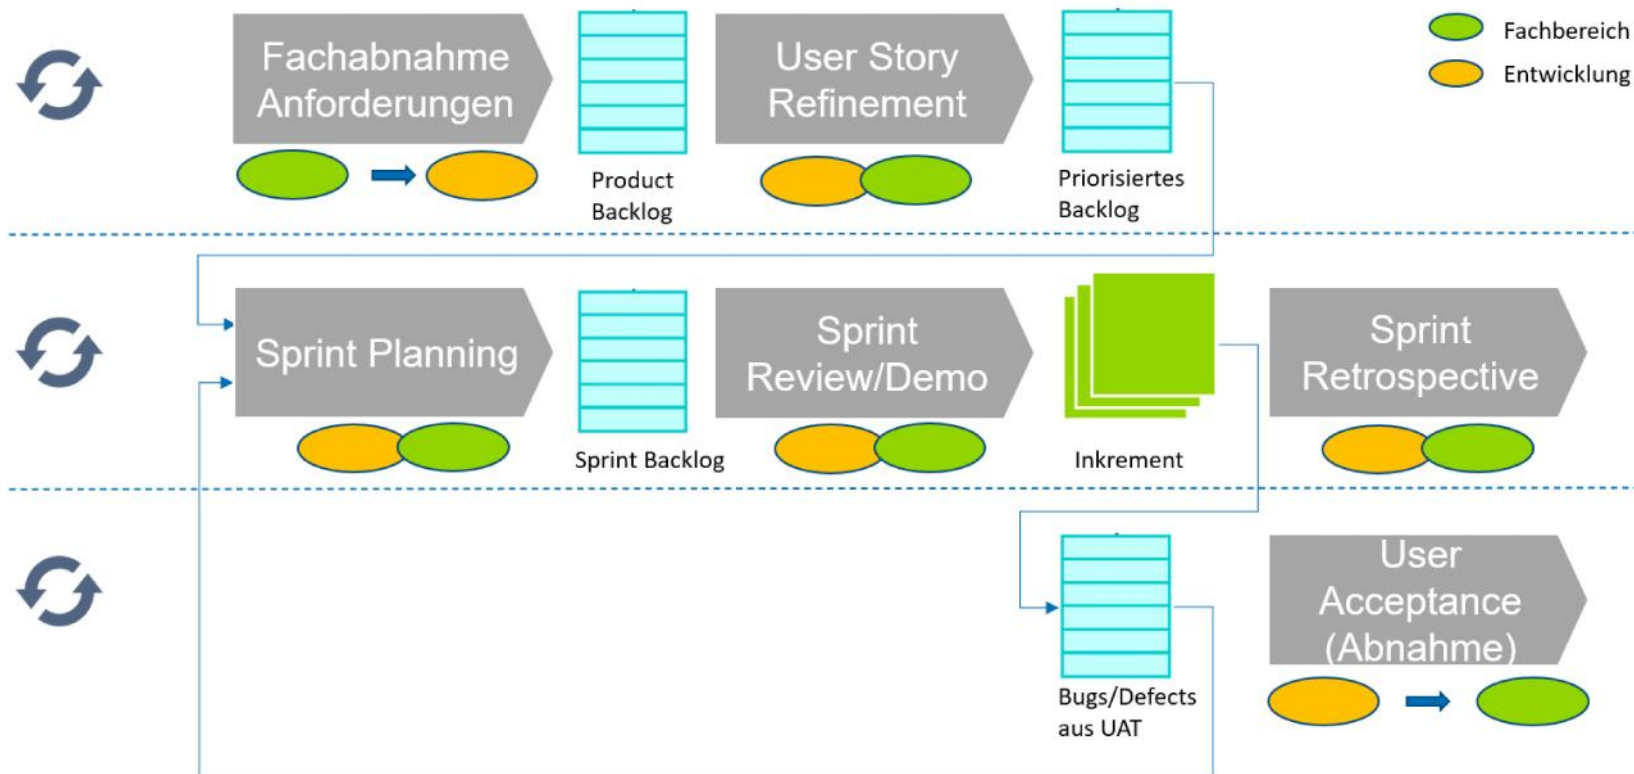 Fachabnahme
Anforderungen
Product
Backlog
User Story
Refinement
Priorisiertes
Backlog
Fachbereich
Entwicklung
Sprint Planning
Sprint Backlog
Sprint
Review/Demo
Inkrement
Sprint
Retrospective
Bugs/Defects
aus UAT
User
Acceptance
(Abnahme)